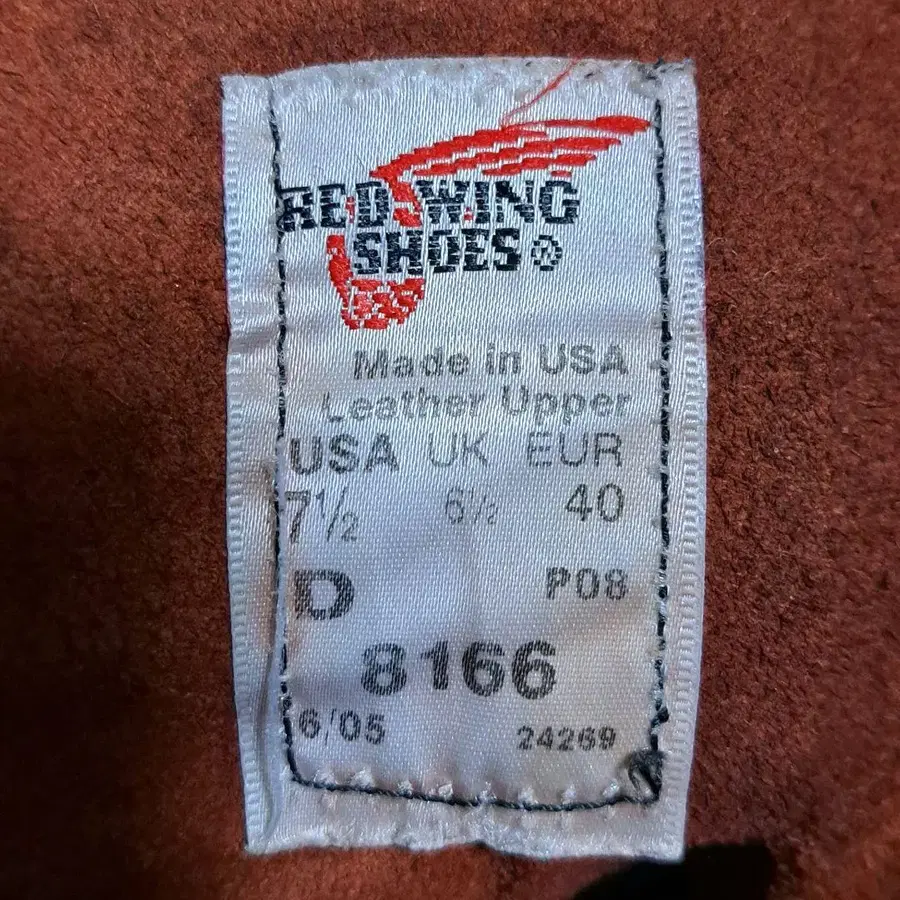 RED WING
SHOES®
Made in USA
Leather Upper
USA UK EUR
7½ 6½ 40
D P08
8166
6/05 24269